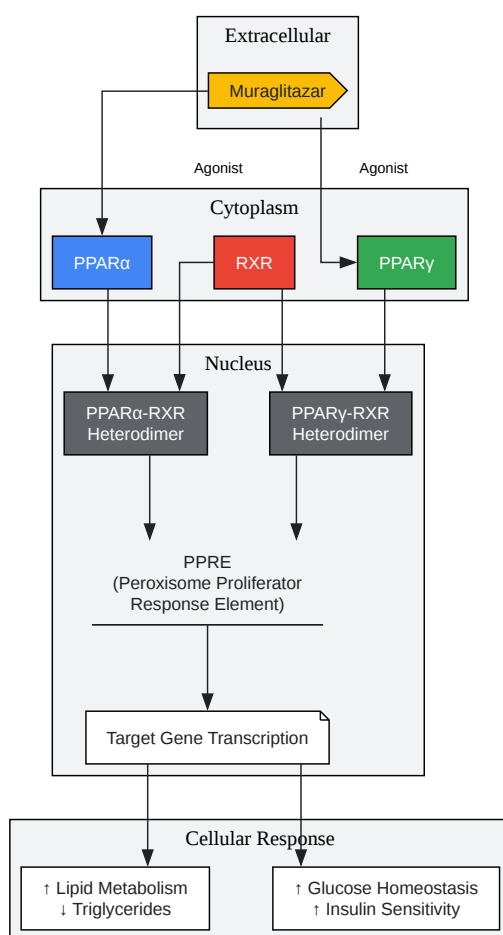 Extracellular
Muraglitazar
Agonist
Agonist
Cytoplasm
PPARα
RXR
PPARγ
Nucleus
PPARα-RXR
Heterodimer
PPARγ-RXR
Heterodimer
PPRE
(Peroxisome Proliferator
Response Element)
Target Gene Transcription
Cellular Response
↑ Lipid Metabolism
↓ Triglycerides
↑ Glucose Homeostasis
↑ Insulin Sensitivity